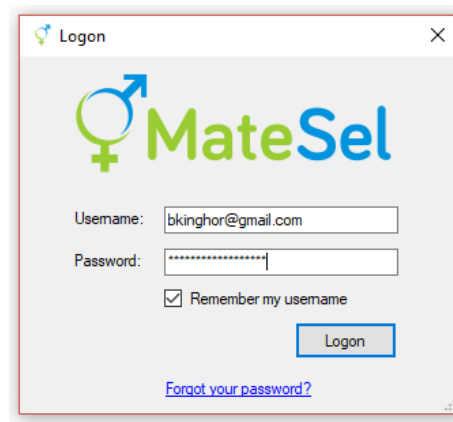 Logon
MateSel
Username: bkinghor@gmail.com
Password: ******************
Remember my username
Logon
Forgot your password?